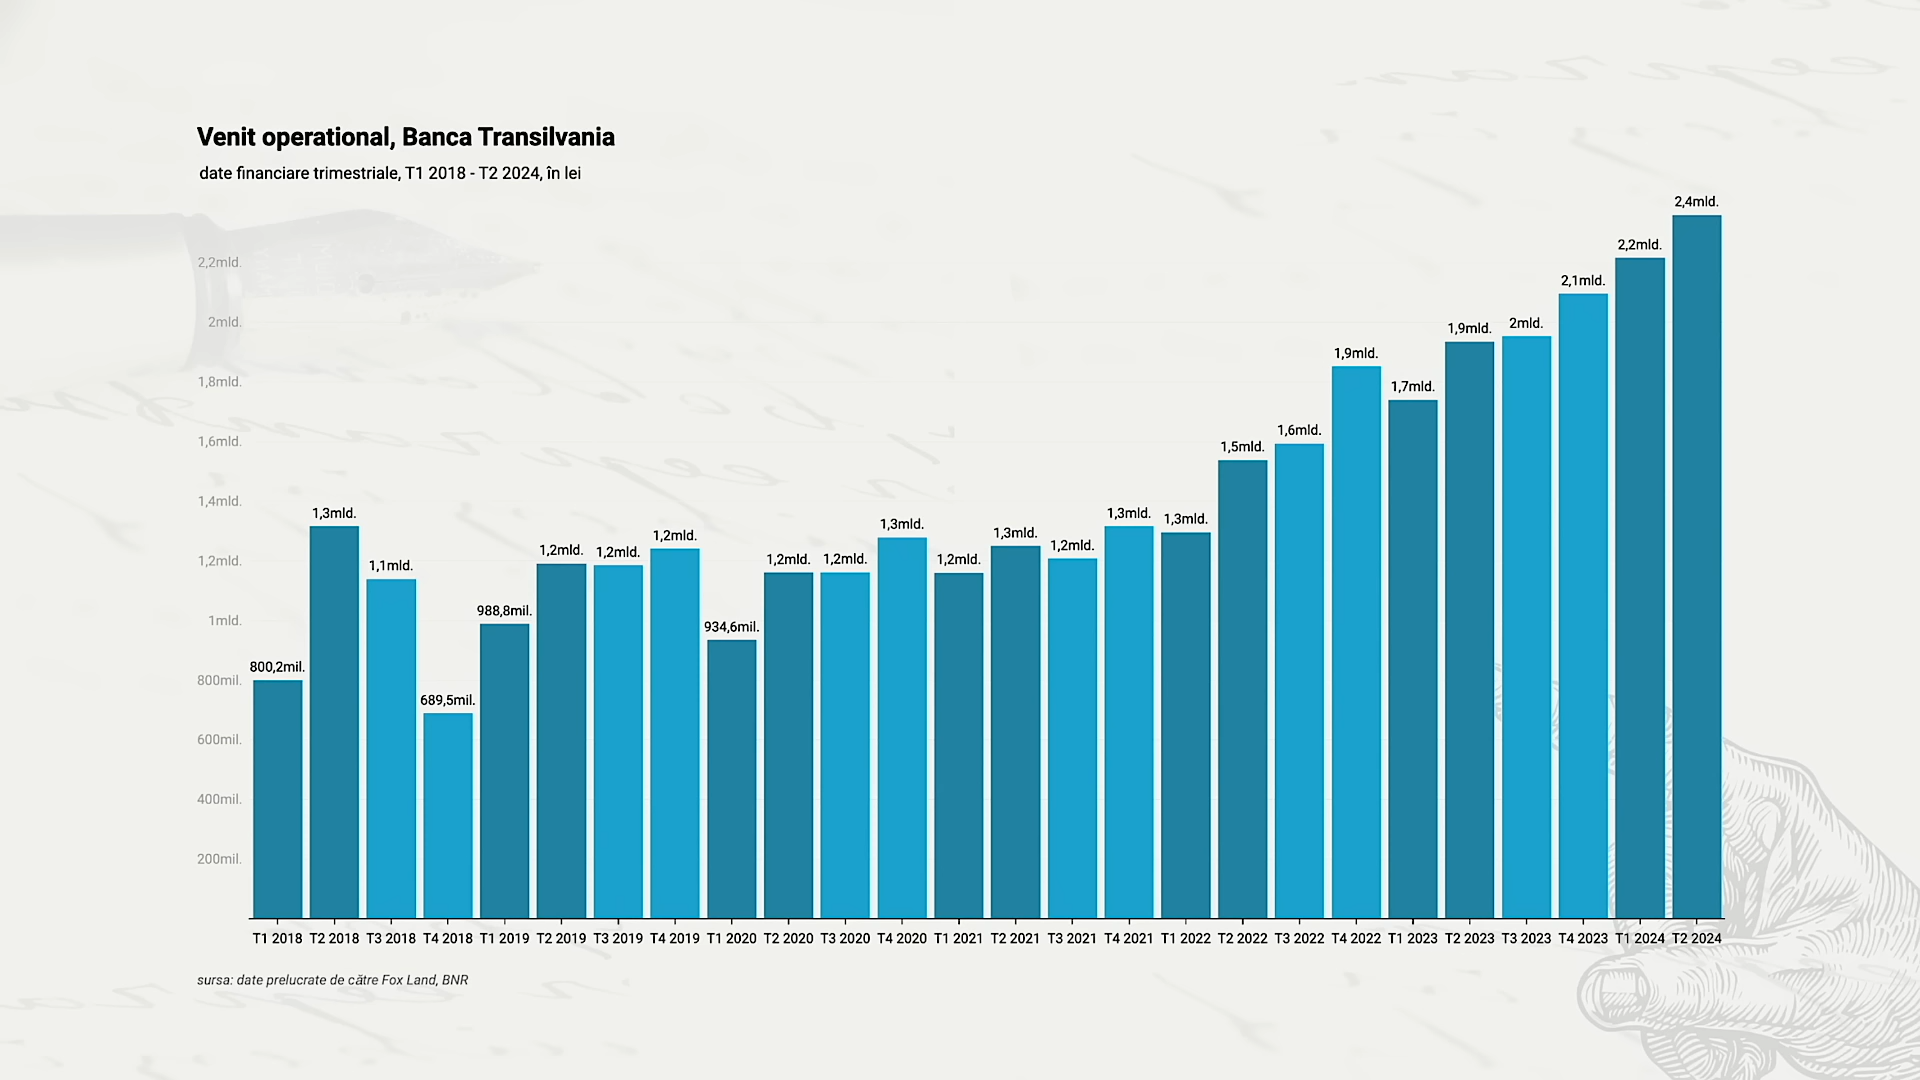 Venit operational, Banca Transilvania
date financiare trimestriale, T1 2018 - T2 2024, în lei
2,2mld.
2mld.
1,8mld.
1,6mld.
1,4mld.
1,2mld.
1mld.
800mil.
600mil.
400mil.
200mil.
800,2mil.
1,3mld.
1,1mld.
689,5mil.
988,8mil.
1,2mld.
1,2mld.
1,2mld.
934,6mil.
1,2mld.
1,2mld.
1,3mld.
1,2mld.
1,3mld.
1,2mld.
1,3mld.
1,3mld.
1,5mld.
1,6mld.
1,9mld.
1,7mld.
1,9mld.
2mld.
2,1mld.
2,2mld.
2,4mld.
T1 2018 T2 2018 T3 2018 T4 2018 T1 2019 T2 2019 T3 2019 T4 2019 T1 2020 T2 2020 T3 2020 T4 2020 T1 2021 T2 2021 T3 2021 T4 2021 T1 2022 T2 2022 T3 2022 T4 2022 T1 2023 T2 2023 T3 2023 T4 2023 T1 2024 T2 2024
sursa: date prelucrate de către Fox Land, BNR